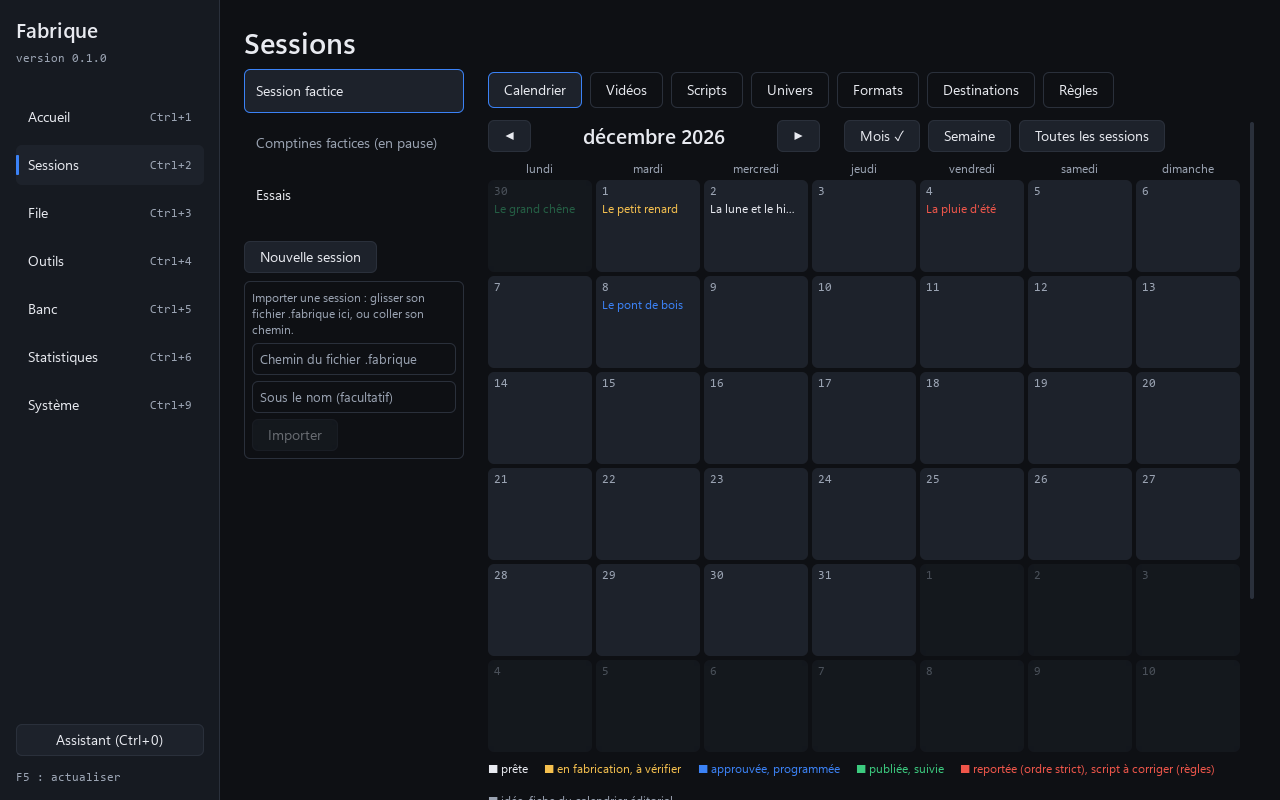 Fabrique
version 0.1.0
Accueil Ctrl+1
Sessions Ctrl+2
File Ctrl+3
Outils Ctrl+4
Banc Ctrl+5
Statistiques Ctrl+6
Système Ctrl+9
Assistant (Ctrl+0)
F5 : actualiser
Sessions
Session factice
Comptines factices (en pause)
Essais
Nouvelle session
Importer une session : glisser son
fichier .fabrique ici, ou coller son
chemin.
Chemin du fichier .fabrique
Sous le nom (facultatif)
Importer
Calendrier Vidéos Scripts Univers Formats Destinations Règles
◄ décembre 2026 ► Mois ✓ Semaine Toutes les sessions
lundi mardi mercredi jeudi vendredi samedi dimanche
30 1 2 3 4 5 6
Le grand chêne Le petit renard La lune et le hi... La pluie d'été
7 8 9 10 11 12 13
Le pont de bois
14 15 16 17 18 19 20
21 22 23 24 25 26 27
28 29 30 31 1 2 3
4 5 6 7 8 9 10
prête en fabrication, à vérifier approuvée, programmée publiée, suivie reportée (ordre strict), script à corriger (règles)
idée, fiche du calendrier éditorial